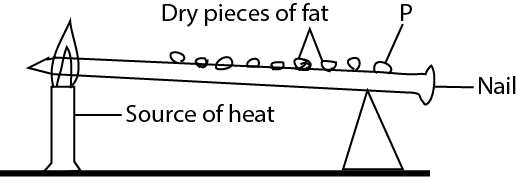 Dry pieces of fat
P
Nail
Source of heat